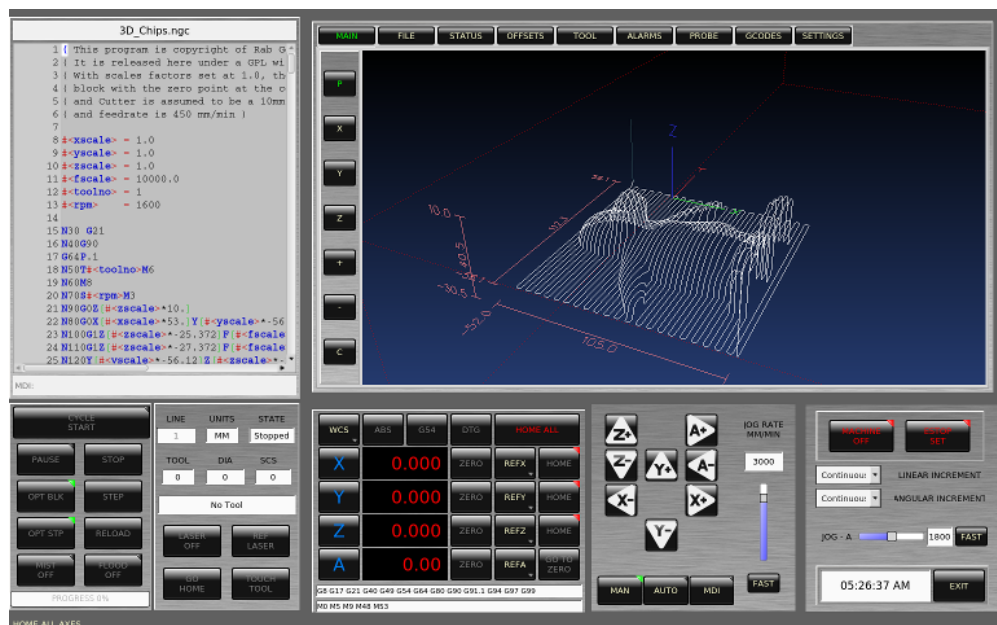 3D_Chips.ngc
1 ( This program is copyright of Rab G
2 ( It is released here under a GPL wi
3 ( With scales factors set at 1.0, th
4 ( block with the zero point at the c
5 ( and Cutter is assumed to be a 10mm
6 ( and feedrate is 450 mm/min )
7
8 #<xscale> = 1.0
9 #<yscale> = 1.0
10 #<zscale> = 1.0
11 #<fscale> = 10000.0
12 #<toolno> = 1
13 #<rpm> = 1600
14
15 N30 G21
16 N40G90
17 G64P.1
18 N50T#<toolno>M6
19 N60M8
20 N70S#<rpm>M3
21 N90G0Z[#<zscale>*10.]
22 N80G0X[#<xscale>*53.]Y[#<yscale>*-56
23 N100G1Z[#<zscale>*-25.372]F[#<fscale
24 N110G1Z[#<zscale>*-27.372]F[#<fscale
25 N120Y[#<yscale>*-56.12]Z[#<zscale>*-
MDI:
MAIN FILE STATUS OFFSETS TOOL ALARMS PROBE GCODES SETTINGS
P
X
Y
Z
+
-
C
Z
10.0
40.5
-30.5
112.3
-52.0
105.0
CYCLE START
PAUSE STOP
OPT BLK STEP
OPT STP RELOAD
MIST OFF FLOOD OFF
PROGRESS 0%
LINE UNITS STATE
1 MM Stopped
TOOL DIA SCS
0 0 0
No Tool
LASER OFF REF LASER
GO HOME TOUCH TOOL
WCS ABS G54 DTG HOME ALL
X 0.000 ZERO REFX HOME
Y 0.000 ZERO REFY HOME
Z 0.000 ZERO REFZ HOME
A 0.00 ZERO REFA GO TO ZERO
G8 G17 G21 G40 G49 G54 G64 G80 G90 G91.1 G94 G97 G99
M0 M5 M9 M48 M53
Z+ A+
Z- Y+ A-
X- X+
Y-
JOG RATE
MM/MIN
3000
FAST
MAN AUTO MDI
MACHINE OFF ESTOP SET
Continuou: LINEAR INCREMENT
Continuou: ANGULAR INCREMENT
JOG - A 1800 FAST
05:26:37 AM EXIT
HOME ALL AXES